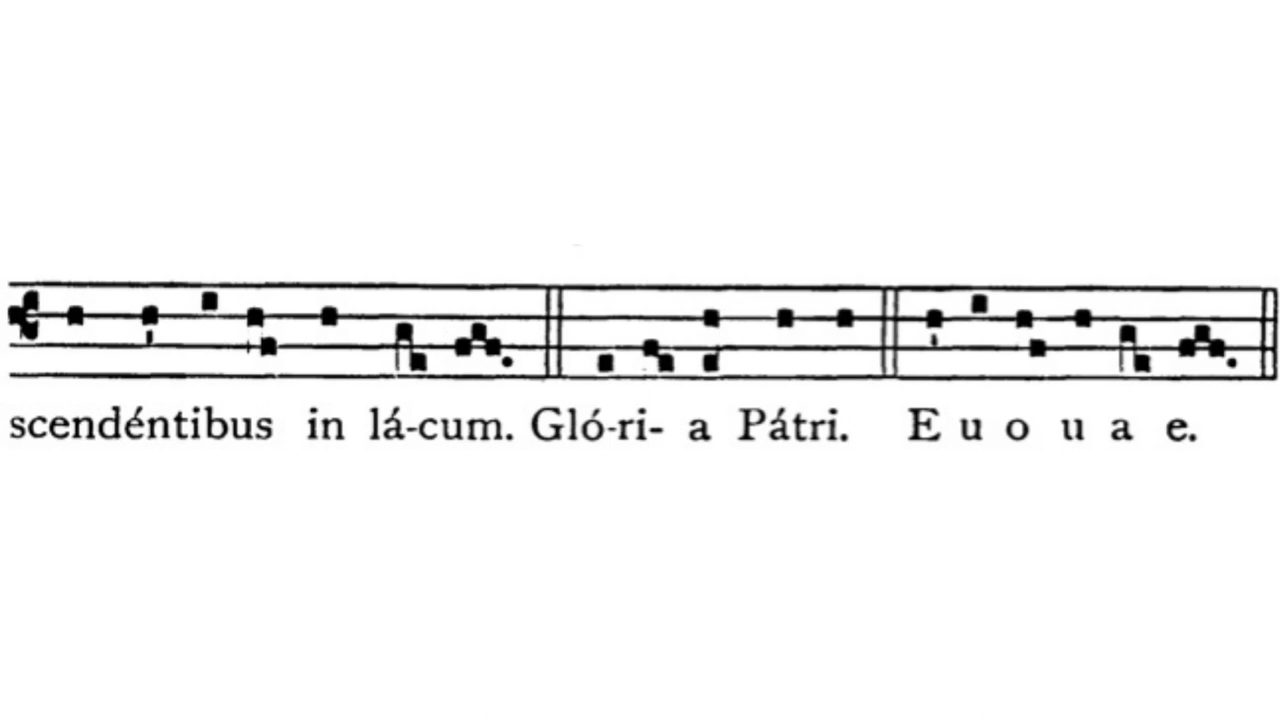 scendéntibus in lá-cum. Gló-ri- a Pátri. E u o u a e.